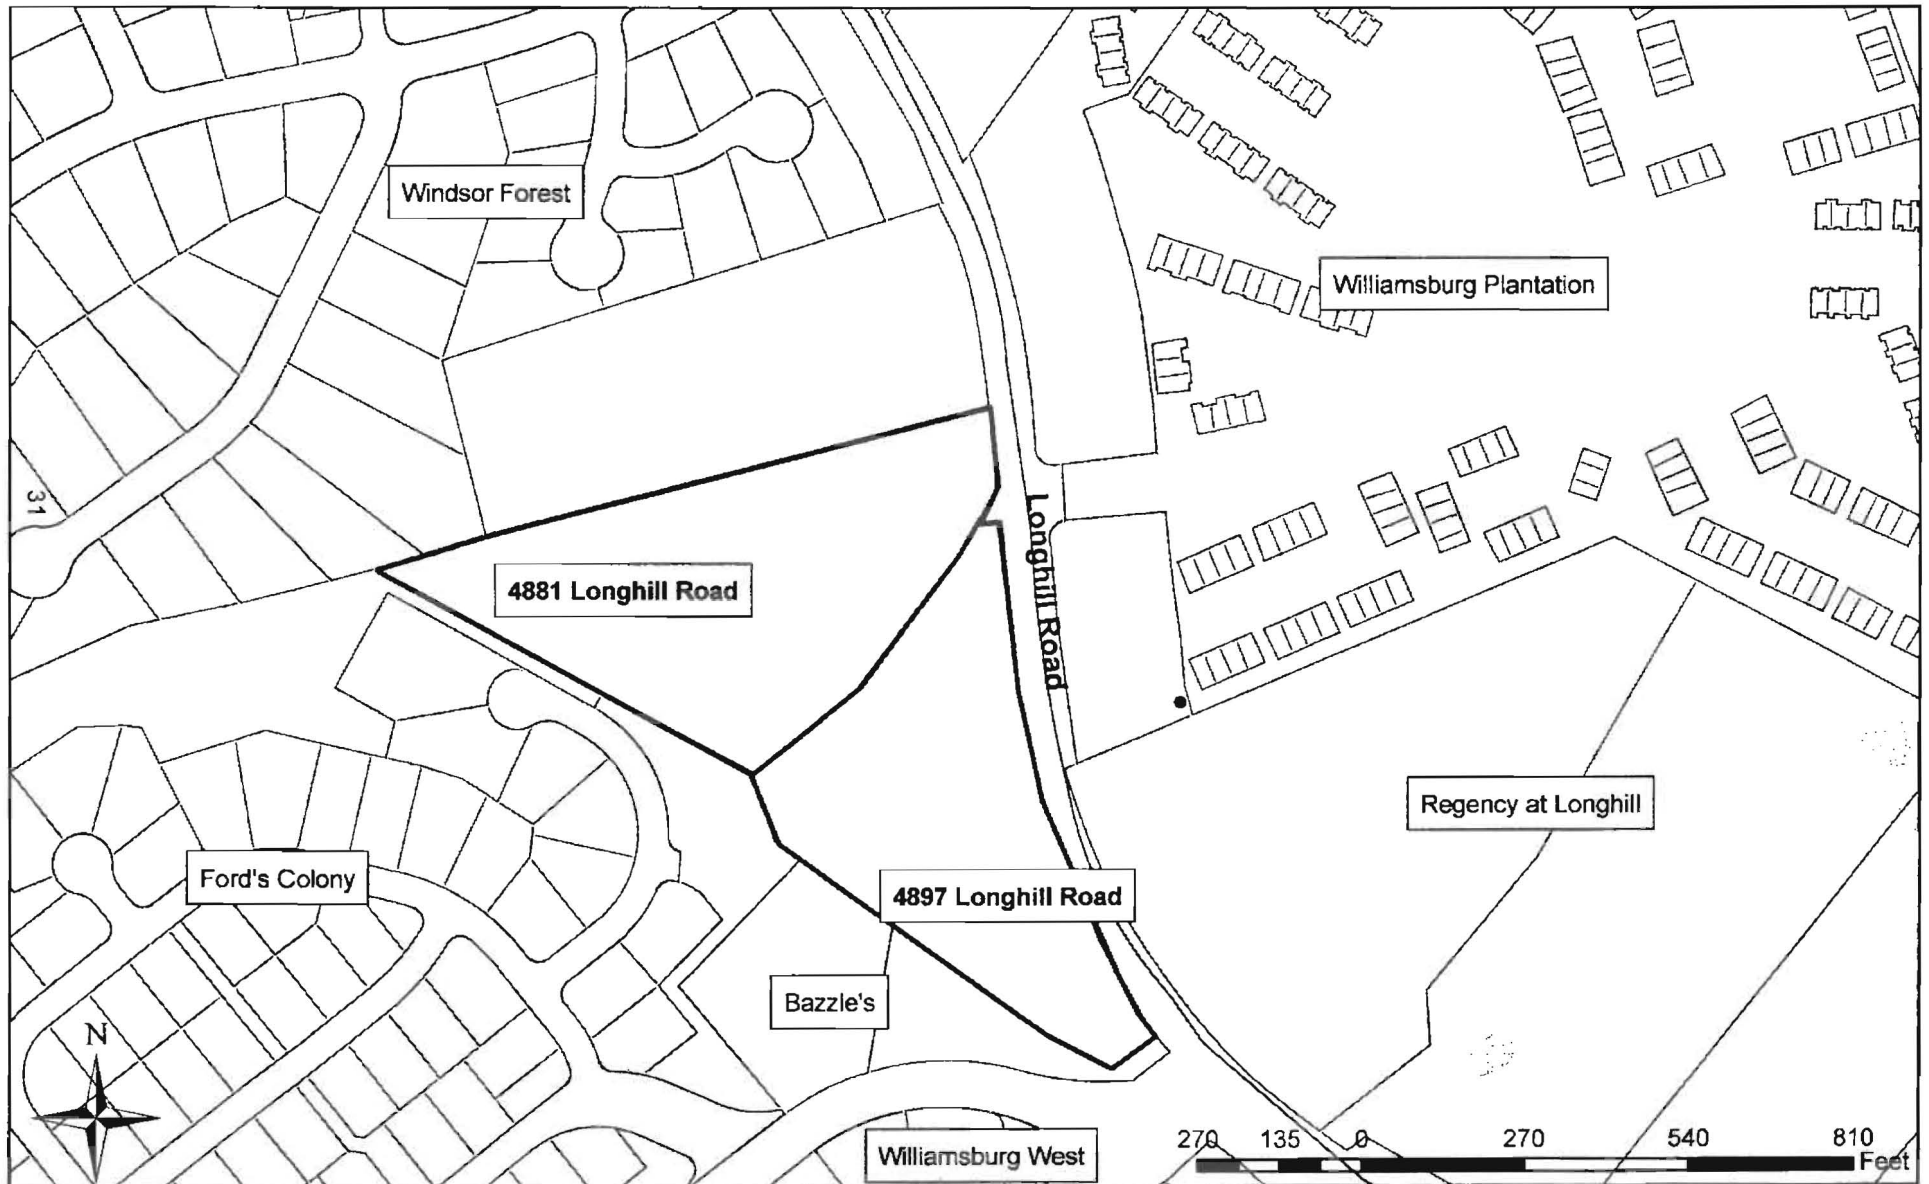 Windsor Forest
Williamsburg Plantation
31
Longhill Road
4881 Longhill Road
Regency at Longhill
Ford's Colony
4897 Longhill Road
Bazzle's
N
Williamsburg West
270 135 0 270 540 810
Feet